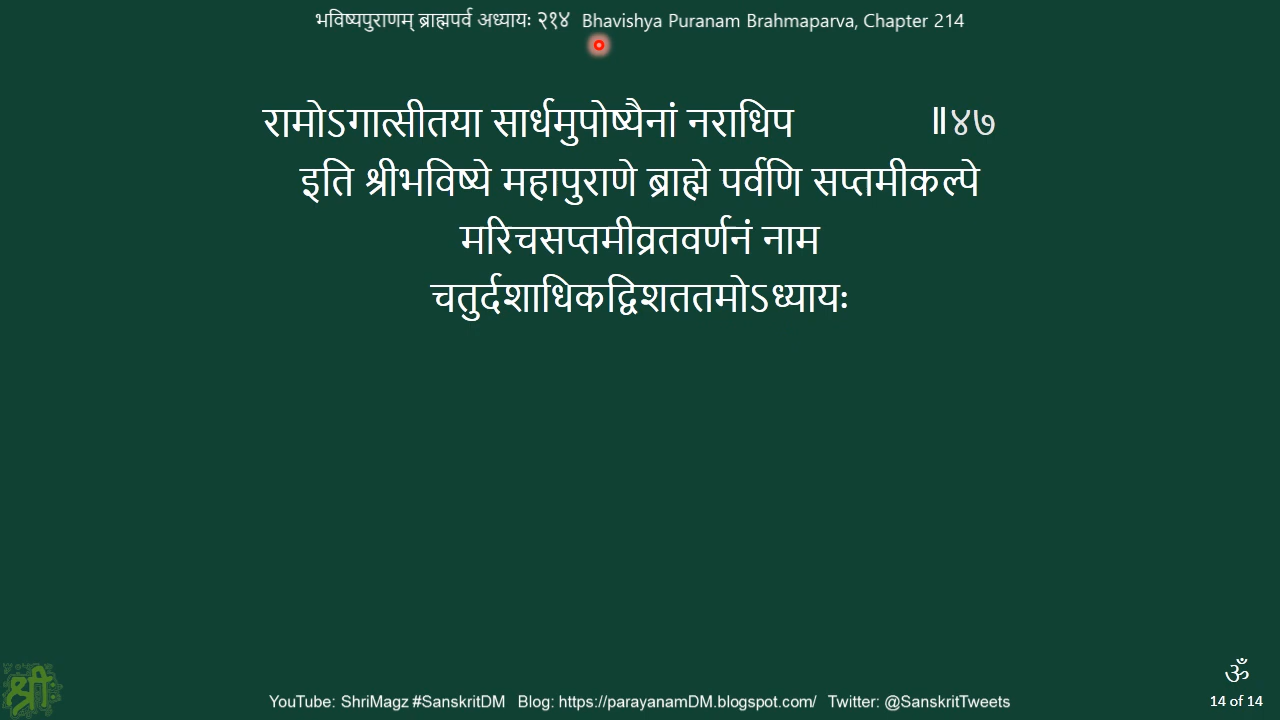 भविष्यपुराणम् ब्राह्मपर्व अध्यायः २१४ Bhavishya Puranam Brahmaparva, Chapter 214
रामोऽगात्सीतया सार्धमुपोष्यैनां नराधिप ॥४७
इति श्रीभविष्ये महापुराणे ब्राह्मे पर्वणि सप्तमीकल्पे
मरिचसप्तमीव्रतवर्णनं नाम
चतुर्दशाधिकद्विशततमोऽध्यायः
ॐ
श्रीः
YouTube: ShriMagz #SanskritDM Blog: https://parayanamDM.blogspot.com/ Twitter: @SanskritTweets
14 of 14